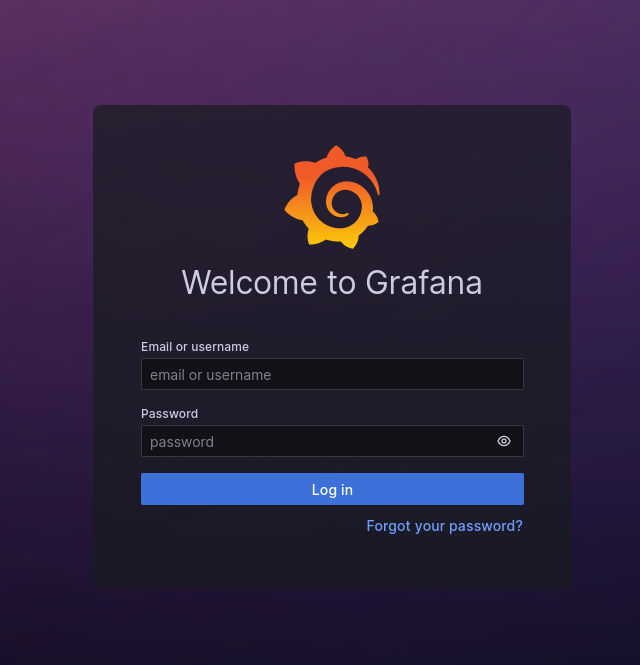 Welcome to Grafana
Email or username
email or username
Password
password
Log in
Forgot your password?